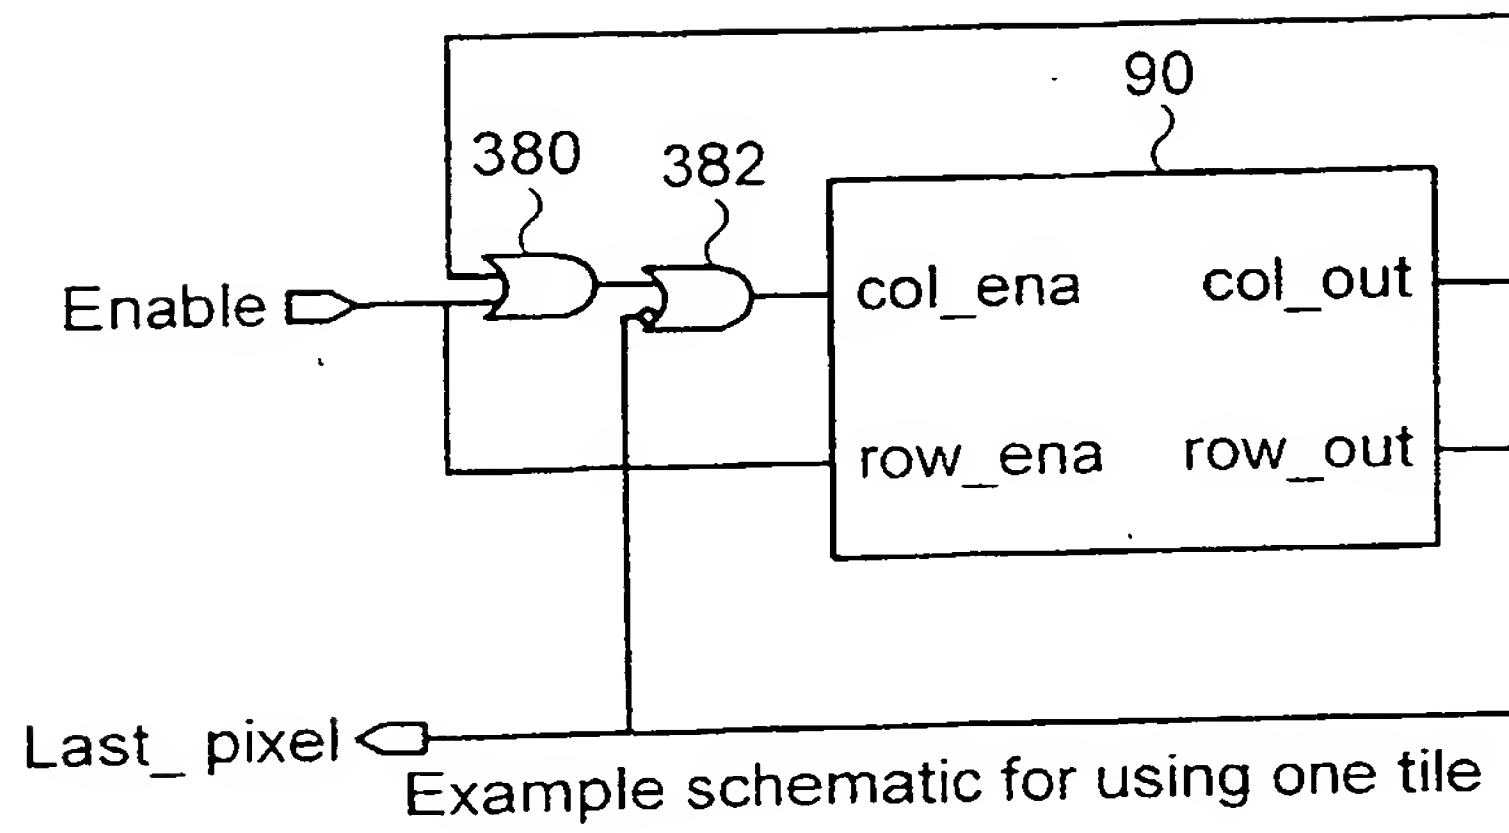 90
380
382
Enable
col_ena col_out
row_ena row_out
Last_ pixel
Example schematic for using one tile